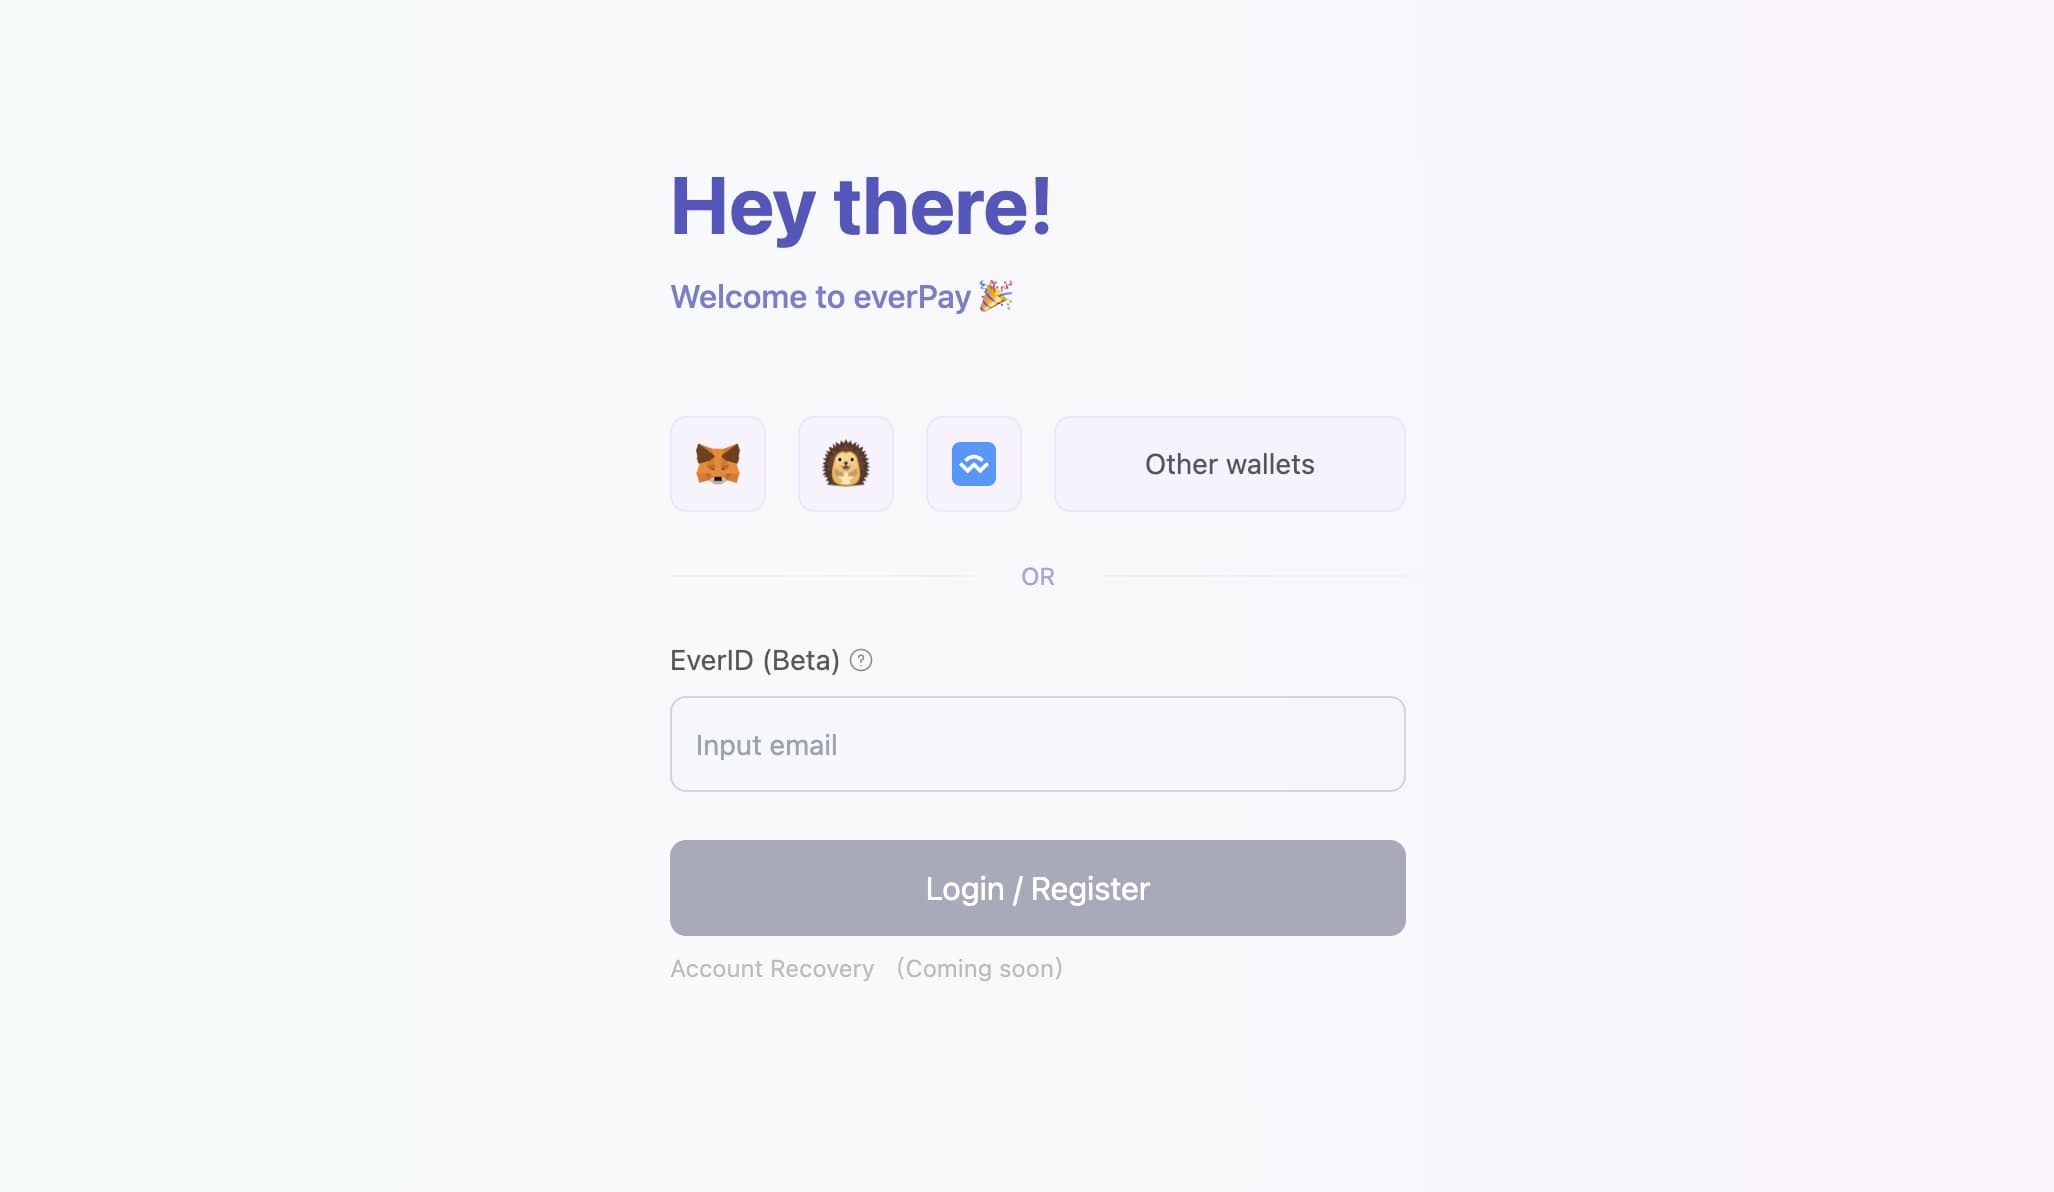 Hey there!
Welcome to everPay 🎉
Other wallets
OR
EverID (Beta) ?
Input email
Login / Register
Account Recovery (Coming soon)